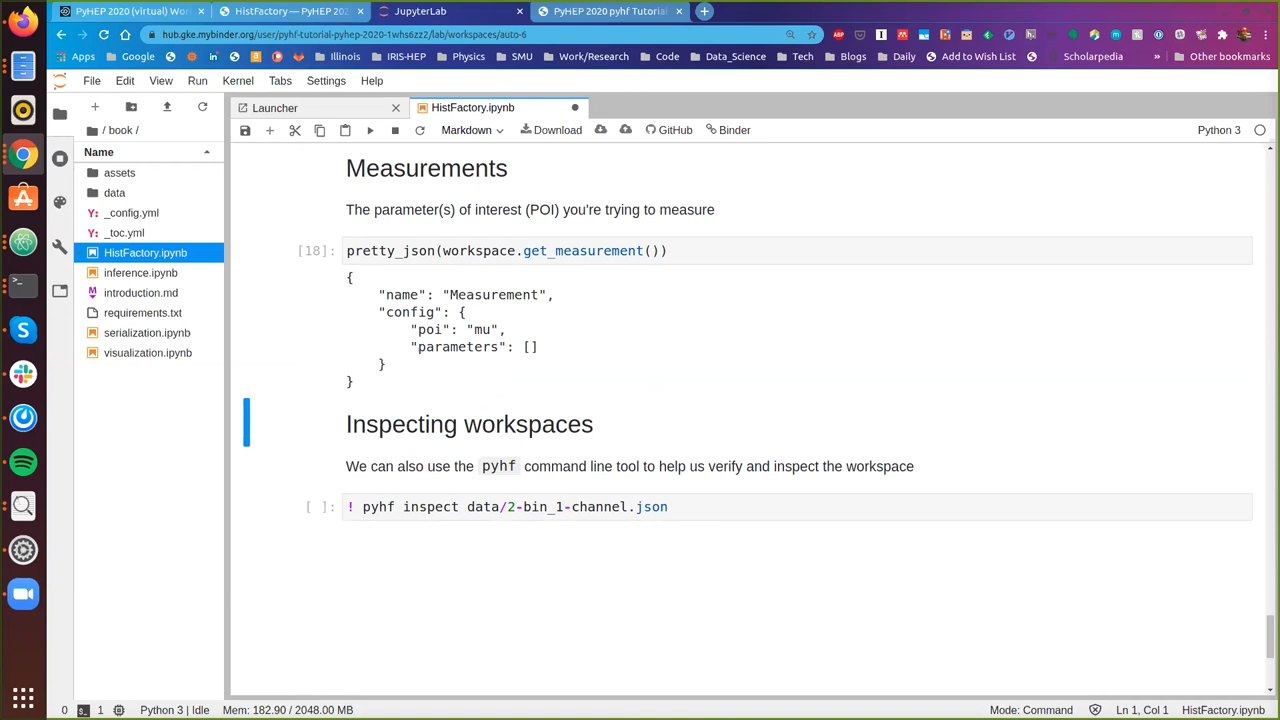 PyHEP 2020 (virtual) Wor
HistFactory — PyHEP 202
JupyterLab
PyHEP 2020 pyhf Tutorial
hub.gke.mybinder.org/user/pyhf-tutorial-pyhep-2020-1whs6zz2/lab/workspaces/auto-6
Apps Google Illinois IRIS-HEP Physics SMU Work/Research Code Data_Science Tech Blogs Daily Add to Wish List Scholarpedia » Other bookmarks
File Edit View Run Kernel Tabs Settings Help
Launcher
HistFactory.ipynb
/ book /
Markdown Download GitHub Binder Python 3
Name
assets
data
_config.yml
_toc.yml
HistFactory.ipynb
inference.ipynb
introduction.md
requirements.txt
serialization.ipynb
visualization.ipynb
Measurements
The parameter(s) of interest (POI) you're trying to measure
[18]: pretty_json(workspace.get_measurement())
{
"name": "Measurement",
"config": {
"poi": "mu",
"parameters": []
}
}
Inspecting workspaces
We can also use the pyhf command line tool to help us verify and inspect the workspace
[ ]: ! pyhf inspect data/2-bin_1-channel.json
0 1 Python 3 | Idle Mem: 182.90 / 2048.00 MB Mode: Command Ln 1, Col 1 HistFactory.ipynb